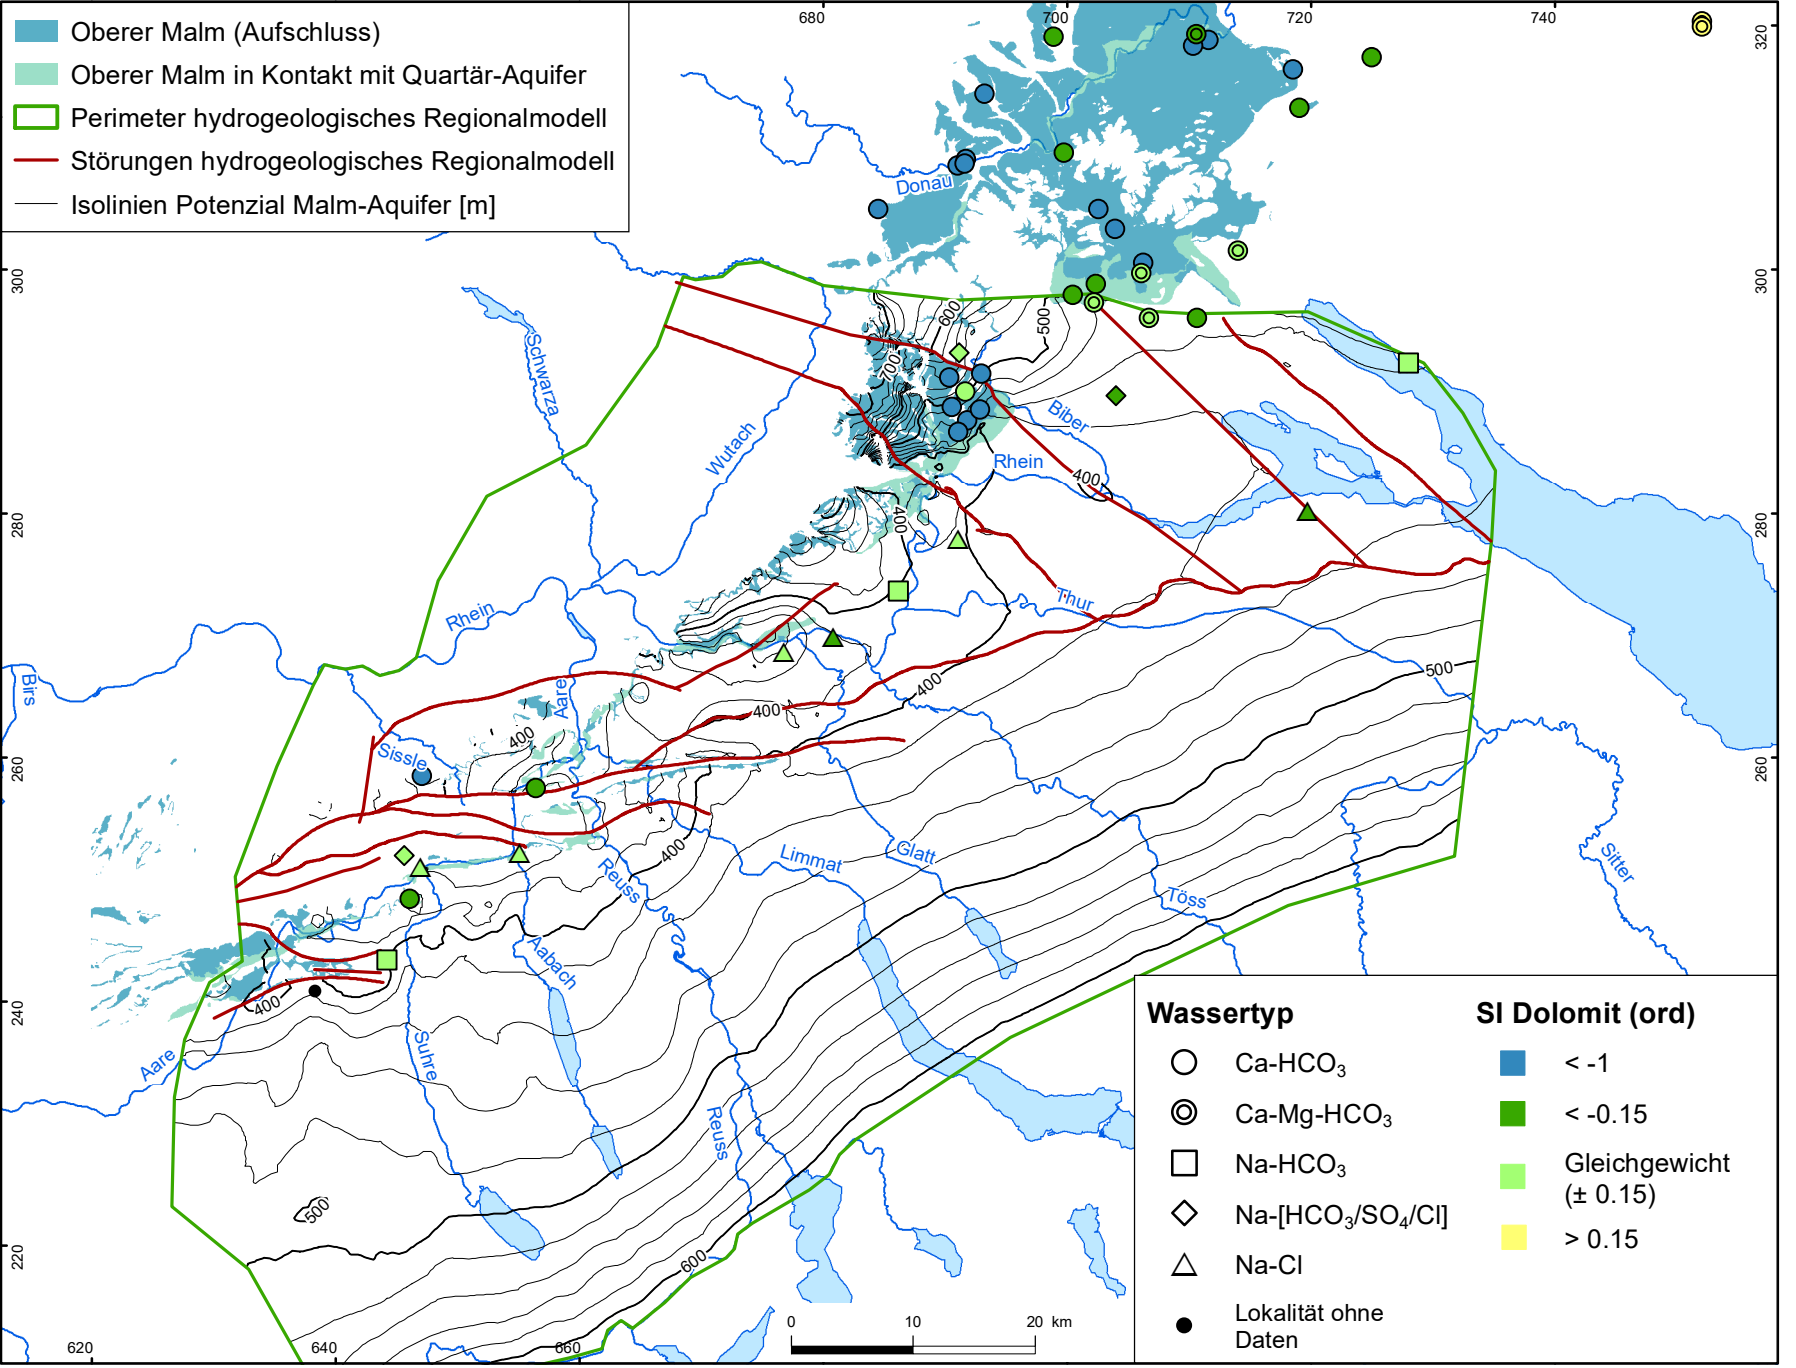 Oberer Malm (Aufschluss)
Oberer Malm in Kontakt mit Quartär-Aquifer
Perimeter hydrogeologisches Regionalmodell
Störungen hydrogeologisches Regionalmodell
Isolinien Potenzial Malm-Aquifer [m]
680
700
720
740
320
Donau
300
300
600
500
Schwarza
700
Wutach
Biber
Rhein
400
280
280
400
Rhein
Thur
Birs
500
Aare
400
400
400
Sissle
260
260
400
Limmat
Glatt
Sitter
Reuss
Töss
Aabach
400
240
Aare
Suhre
Reuss
500
600
220
620
640
660
0 10 20 km
Wassertyp
Ca-HCO₃
Ca-Mg-HCO₃
Na-HCO₃
Na-[HCO₃/SO₄/Cl]
Na-Cl
Lokalität ohne
Daten
SI Dolomit (ord)
< -1
< -0.15
Gleichgewicht
(± 0.15)
> 0.15